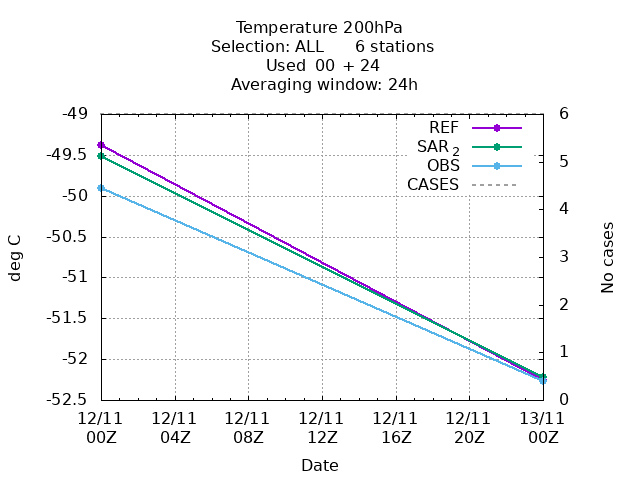 Temperature 200hPa
Selection: ALL 6 stations
Used 00 + 24
Averaging window: 24h
-49
-49.5
-50
-50.5
-51
-51.5
-52
-52.5
deg C
6
5
4
3
2
1
0
No cases
REF
SAR 2
OBS
CASES
12/11 12/11 12/11 12/11 12/11 12/11 13/11
00Z 04Z 08Z 12Z 16Z 20Z 00Z
Date